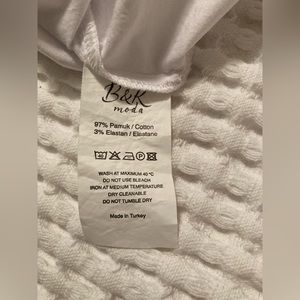 B&K
moda
97% Pamuk / Cotton
3% Elastan / Elastane
WASH AT MAXIMUM 40 °C
DO NOT USE BLEACH
IRON AT MEDIUM TEMPERATURE
DRY CLEANABLE
DO NOT TUMBLE DRY
Made in Turkey